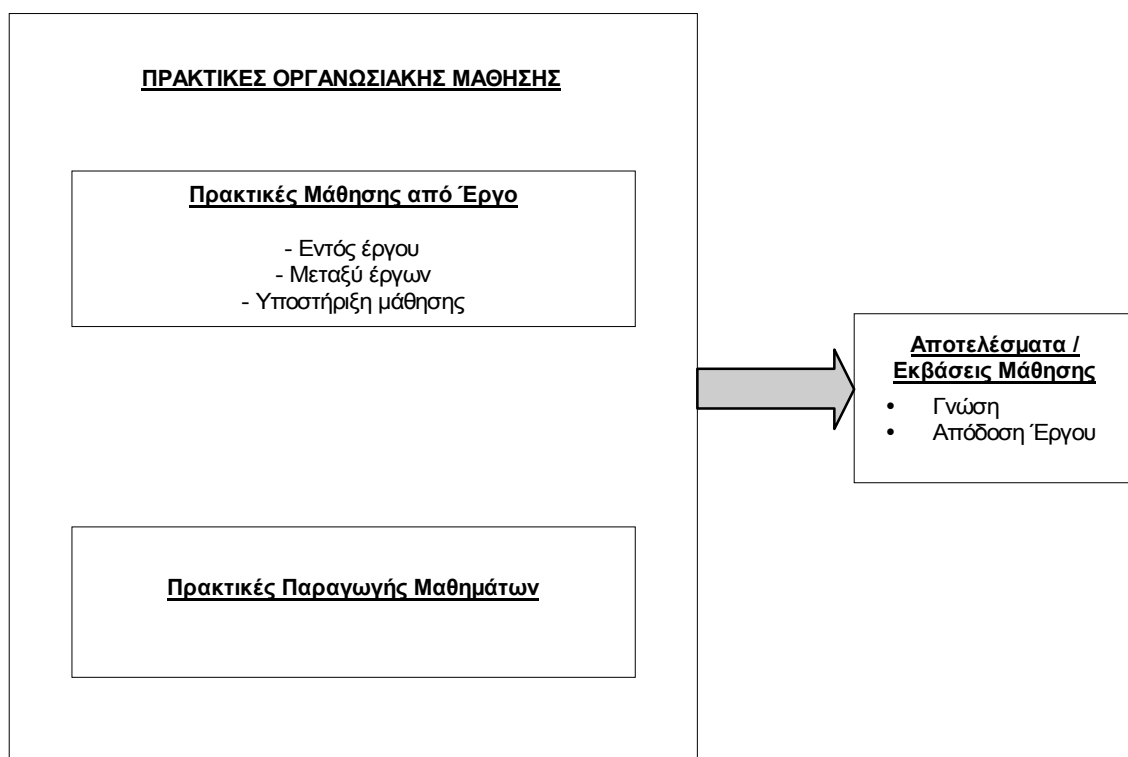 ΠΡΑΚΤΙΚΕΣ ΟΡΓΑΝΩΣΙΑΚΗΣ ΜΑΘΗΣΗΣ
Πρακτικές Μάθησης από Έργο
- Εντός έργου
- Μεταξύ έργων
- Υποστήριξη μάθησης
Πρακτικές Παραγωγής Μαθημάτων
Αποτελέσματα /
Εκβάσεις Μάθησης
• Γνώση
• Απόδοση Έργου